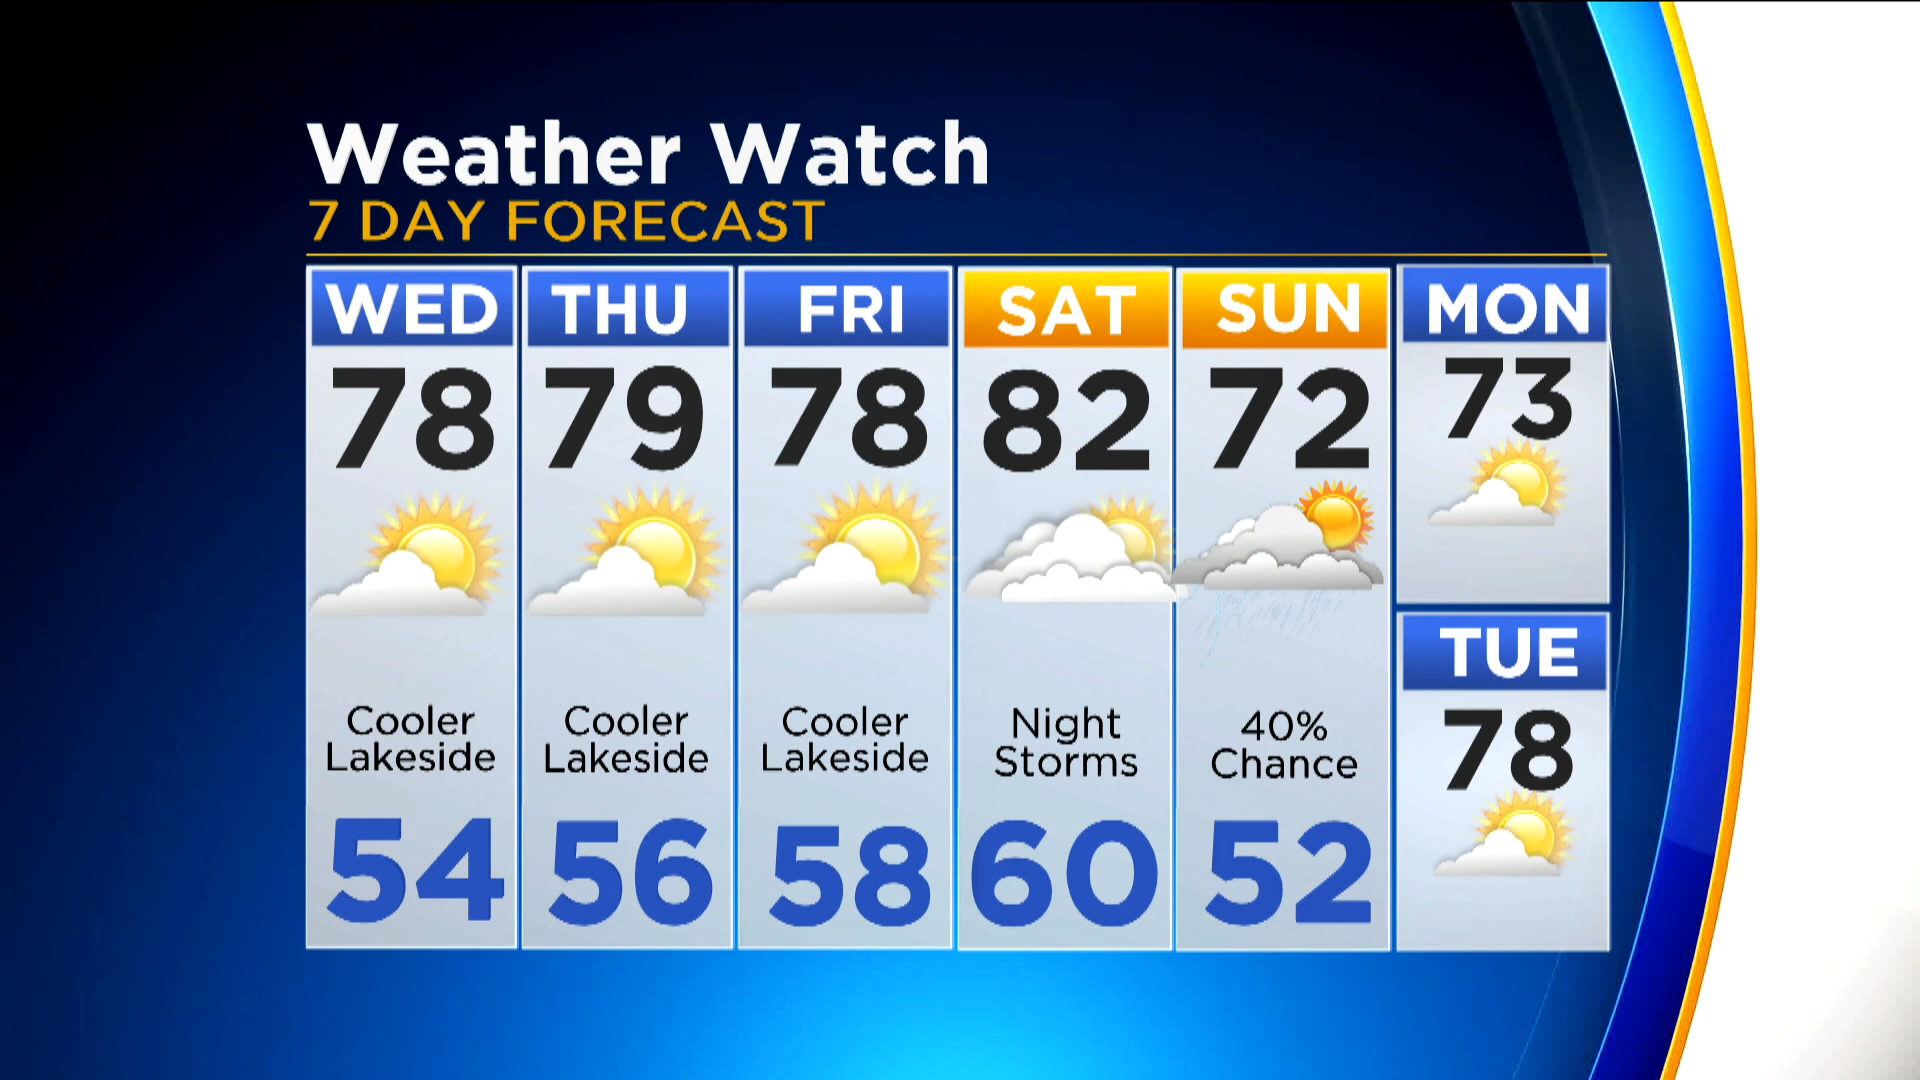 Weather Watch
7 DAY FORECAST
WED
78
Cooler
Lakeside
54
THU
79
Cooler
Lakeside
56
FRI
78
Cooler
Lakeside
58
SAT
82
Night
Storms
60
SUN
72
40%
Chance
52
MON
73
TUE
78